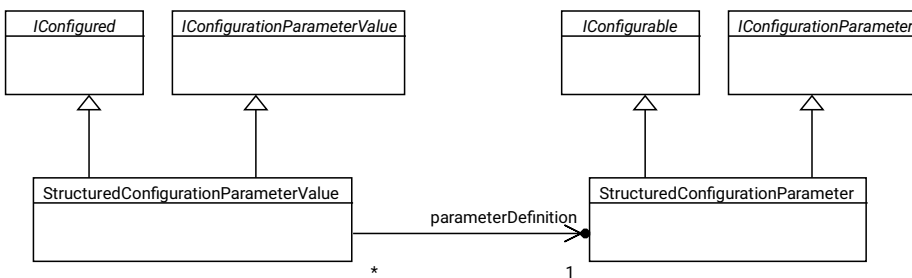 IConfigured
IConfigurationParameterValue
IConfigurable
IConfigurationParameter
StructuredConfigurationParameterValue
StructuredConfigurationParameter
parameterDefinition
*
1